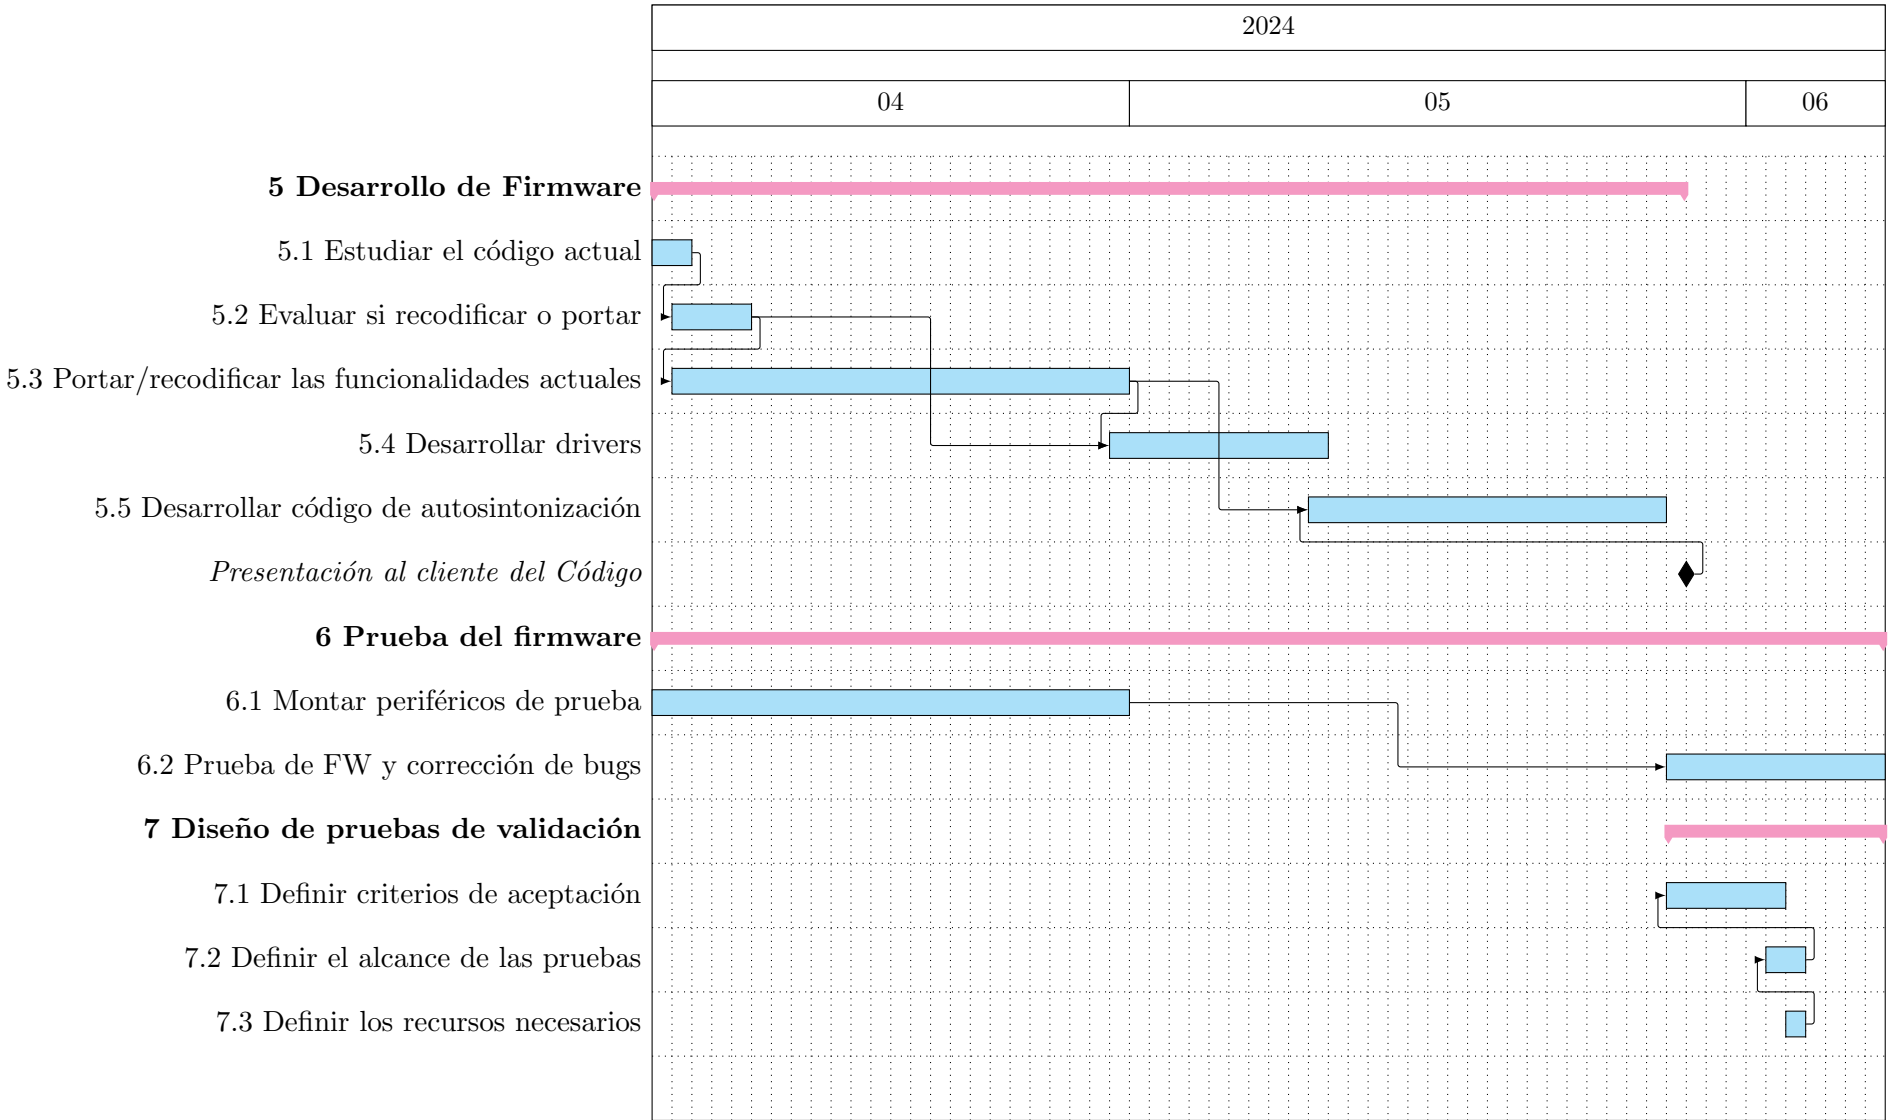 2024
04 05 06
5 Desarrollo de Firmware
5.1 Estudiar el código actual
5.2 Evaluar si recodificar o portar
5.3 Portar/recodificar las funcionalidades actuales
5.4 Desarrollar drivers
5.5 Desarrollar código de autosintonización
Presentación al cliente del Código
6 Prueba del firmware
6.1 Montar periféricos de prueba
6.2 Prueba de FW y corrección de bugs
7 Diseño de pruebas de validación
7.1 Definir criterios de aceptación
7.2 Definir el alcance de las pruebas
7.3 Definir los recursos necesarios